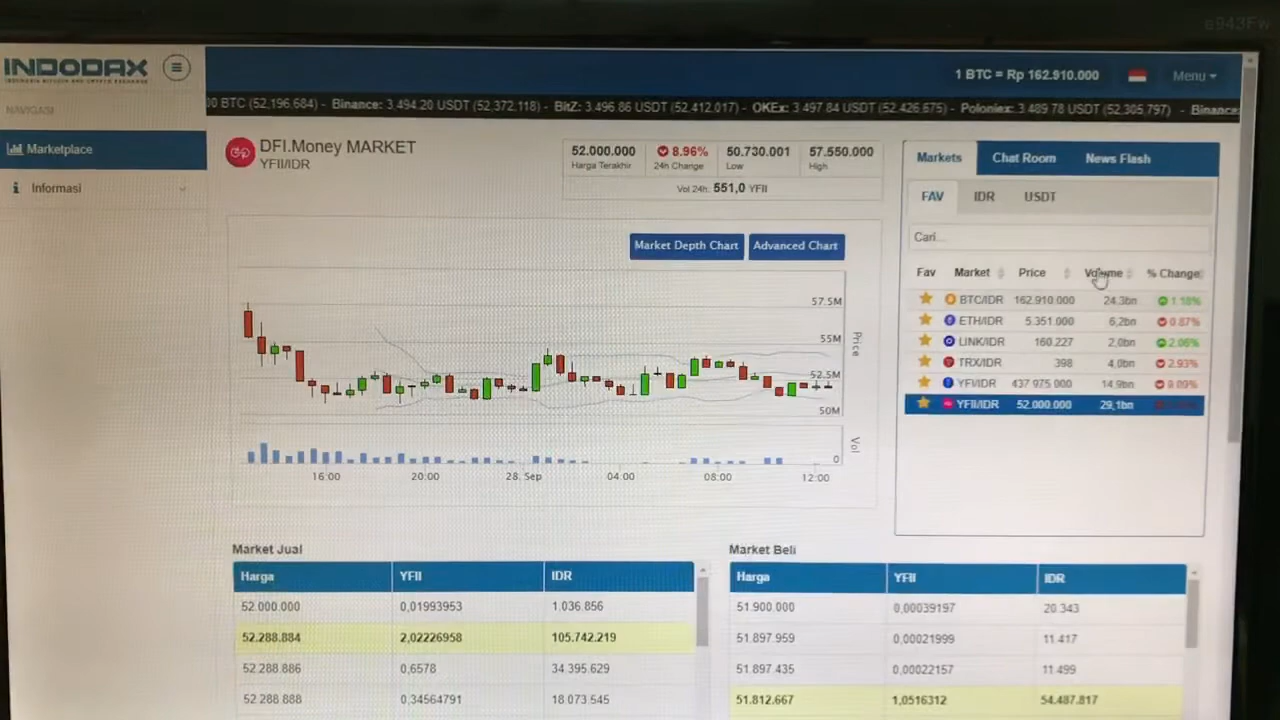 e943Fw
INDODAX
INDONESIA BITCOIN AND CRYPTO EXCHANGE
1 BTC = Rp 162.910.000
Menu
NAVIGASI
00 BTC (52,196.684) - Binance: 3.494.20 USDT (52,372.118) - BitZ: 3.496.86 USDT (52.412.017) - OKEx: 3.497.84 USDT (52.426.675) - Poloniex: 3.489.78 USDT (52.305.797) - Binance:
Marketplace
Informasi
DFI.Money MARKET
YFII/IDR
52.000.000
Harga Terakhir
8.96%
24h Change
50.730.001
Low
57.550.000
High
Vol 24h: 551,0 YFII
Markets
Chat Room
News Flash
FAV
IDR
USDT
Cari...
Market Depth Chart
Advanced Chart
Fav Market Price Volume % Change
BTC/IDR 162.910.000 24.3bn 1.18%
ETH/IDR 5.351.000 6,2bn 0.87%
LINK/IDR 160.227 2,0bn 2.06%
TRX/IDR 398 4,0bn 2.93%
YFI/IDR 437.975.000 14,9bn
YFII/IDR 52.000.000 29,1bn
57.5M
55M
52.5M
50M
Price
Vol
0
16:00 20:00 28. Sep 04:00 08:00 12:00
Market Jual
Harga YFII IDR
52.000.000 0,01993953 1.036.856
52.288.884 2,02226958 105.742.219
52.288.886 0,6578 34.395.629
52.288.888 0,34564791 18.073.545
Market Beli
Harga YFII IDR
51.900.000 0,00039197 20.343
51.897.959 0,00021999 11.417
51.897.435 0,00022157 11.499
51.812.667 1,0516312 54.487.817